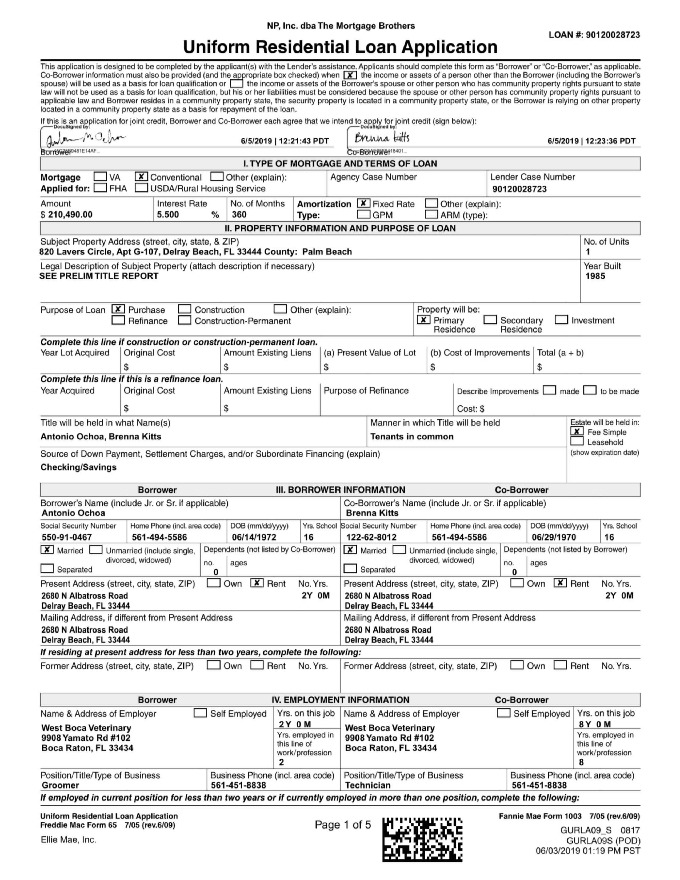 NP, Inc. dba The Mortgage Brothers
LOAN #: 90120028723
Uniform Residential Loan Application
This application is designed to be completed by the applicant(s) with the Lender's assistance. Applicants should complete this form as "Borrower" or "Co-Borrower," as applicable.
Co-Borrower information must also be provided (and the appropriate box checked) when [X] the income or assets of a person other than the Borrower (including the Borrower's
spouse) will be used as a basis for loan qualification or [ ] the income or assets of the Borrower's spouse or other person who has community property rights pursuant to state
law will not be used as a basis for loan qualification, but his or her liabilities must be considered because the spouse or other person has community property rights pursuant to
applicable law and Borrower resides in a community property state, the security property is located in a community property state, or the Borrower is relying on other property
located in a community property state as a basis for repayment of the loan.
If this is an application for joint credit, Borrower and Co-Borrower each agree that we intend to apply for joint credit (sign below):
DocuSigned by: DocuSigned by:
6/5/2019 | 12:21:43 PDT Brenna Kitts 6/5/2019 | 12:23:36 PDT
Borrower Co-Borrower
I. TYPE OF MORTGAGE AND TERMS OF LOAN
Mortgage [ ] VA [X] Conventional [ ] Other (explain): Agency Case Number Lender Case Number
Applied for: [ ] FHA [ ] USDA/Rural Housing Service 90120028723
Amount Interest Rate No. of Months Amortization [X] Fixed Rate [ ] Other (explain):
$ 210,490.00 5.500 % 360 Type: [ ] GPM [ ] ARM (type):
II. PROPERTY INFORMATION AND PURPOSE OF LOAN
Subject Property Address (street, city, state, & ZIP) No. of Units
820 Lavers Circle, Apt G-107, Delray Beach, FL 33444 County: Palm Beach 1
Legal Description of Subject Property (attach description if necessary) Year Built
SEE PRELIM TITLE REPORT 1985
Purpose of Loan [X] Purchase [ ] Construction [ ] Other (explain): Property will be:
[ ] Refinance [ ] Construction-Permanent [X] Primary Residence [ ] Secondary Residence [ ] Investment
Complete this line if construction or construction-permanent loan.
Year Lot Acquired Original Cost Amount Existing Liens (a) Present Value of Lot (b) Cost of Improvements Total (a + b)
$ $ $ $ $
Complete this line if this is a refinance loan.
Year Acquired Original Cost Amount Existing Liens Purpose of Refinance Describe Improvements [ ] made [ ] to be made
$ $ Cost: $
Title will be held in what Name(s) Manner in which Title will be held Estate will be held in:
Antonio Ochoa, Brenna Kitts Tenants in common [X] Fee Simple
[ ] Leasehold
Source of Down Payment, Settlement Charges, and/or Subordinate Financing (explain) (show expiration date)
Checking/Savings
Borrower III. BORROWER INFORMATION Co-Borrower
Borrower's Name (include Jr. or Sr. if applicable) Co-Borrower's Name (include Jr. or Sr. if applicable)
Antonio Ochoa Brenna Kitts
Social Security Number Home Phone (incl. area code) DOB (mm/dd/yyyy) Yrs. School Social Security Number Home Phone (incl. area code) DOB (mm/dd/yyyy) Yrs. School
550-91-0467 561-494-5586 06/14/1972 16 122-62-8012 561-494-5586 06/29/1970 16
[X] Married [ ] Unmarried (include single, Dependents (not listed by Co-Borrower) [X] Married [ ] Unmarried (include single, Dependents (not listed by Borrower)
divorced, widowed) no. ages divorced, widowed) no. ages
[ ] Separated 0 [ ] Separated 0
Present Address (street, city, state, ZIP) [ ] Own [X] Rent No. Yrs. Present Address (street, city, state, ZIP) [ ] Own [X] Rent No. Yrs.
2680 N Albatross Road 2Y 0M 2680 N Albatross Road 2Y 0M
Delray Beach, FL 33444 Delray Beach, FL 33444
Mailing Address, if different from Present Address Mailing Address, if different from Present Address
2680 N Albatross Road 2680 N Albatross Road
Delray Beach, FL 33444 Delray Beach, FL 33444
If residing at present address for less than two years, complete the following:
Former Address (street, city, state, ZIP) [ ] Own [ ] Rent No. Yrs. Former Address (street, city, state, ZIP) [ ] Own [ ] Rent No. Yrs.
Borrower IV. EMPLOYMENT INFORMATION Co-Borrower
Name & Address of Employer [ ] Self Employed Yrs. on this job Name & Address of Employer [ ] Self Employed Yrs. on this job
2 Y 0 M 8Y 0 M
West Boca Veterinary Yrs. employed in West Boca Veterinary Yrs. employed in
9908 Yamato Rd #102 this line of 9908 Yamato Rd #102 this line of
Boca Raton, FL 33434 work/profession Boca Raton, FL 33434 work/profession
2 8
Position/Title/Type of Business Business Phone (incl. area code) Position/Title/Type of Business Business Phone (incl. area code)
Groomer 561-451-8838 Technician 561-451-8838
If employed in current position for less than two years or if currently employed in more than one position, complete the following:
Uniform Residential Loan Application Fannie Mae Form 1003 7/05 (rev.6/09)
Freddie Mac Form 65 7/05 (rev.6/09) Page 1 of 5 GURLA09_S 0817
Ellie Mae, Inc. GURLA09S (POD)
06/03/2019 01:19 PM PST